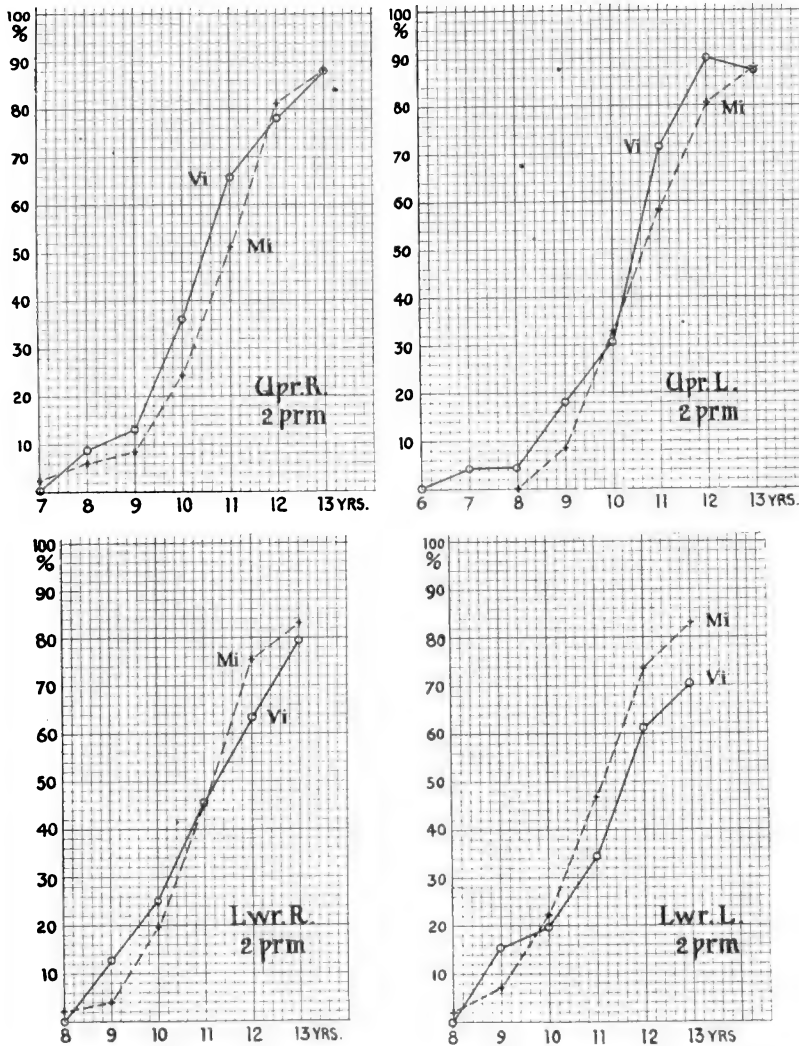 100
%
90
80
70
60
50
40
30
20
10
Vi
Mi
Upr. R.
2 prm
7 8 9 10 11 12 13 YRS.
100
%
90
80
70
60
50
40
30
20
10
Vi
Mi
Upr. L.
2 prm
6 7 8 9 10 11 12 13 YRS.
100
%
90
80
70
60
50
40
30
20
10
Mi
Vi
Lwr. R.
2 prm
8 9 10 11 12 13 YRS.
100
%
90
80
70
60
50
40
30
20
10
Mi
Vi
Lwr. L.
2 prm
8 9 10 11 12 13 YRS